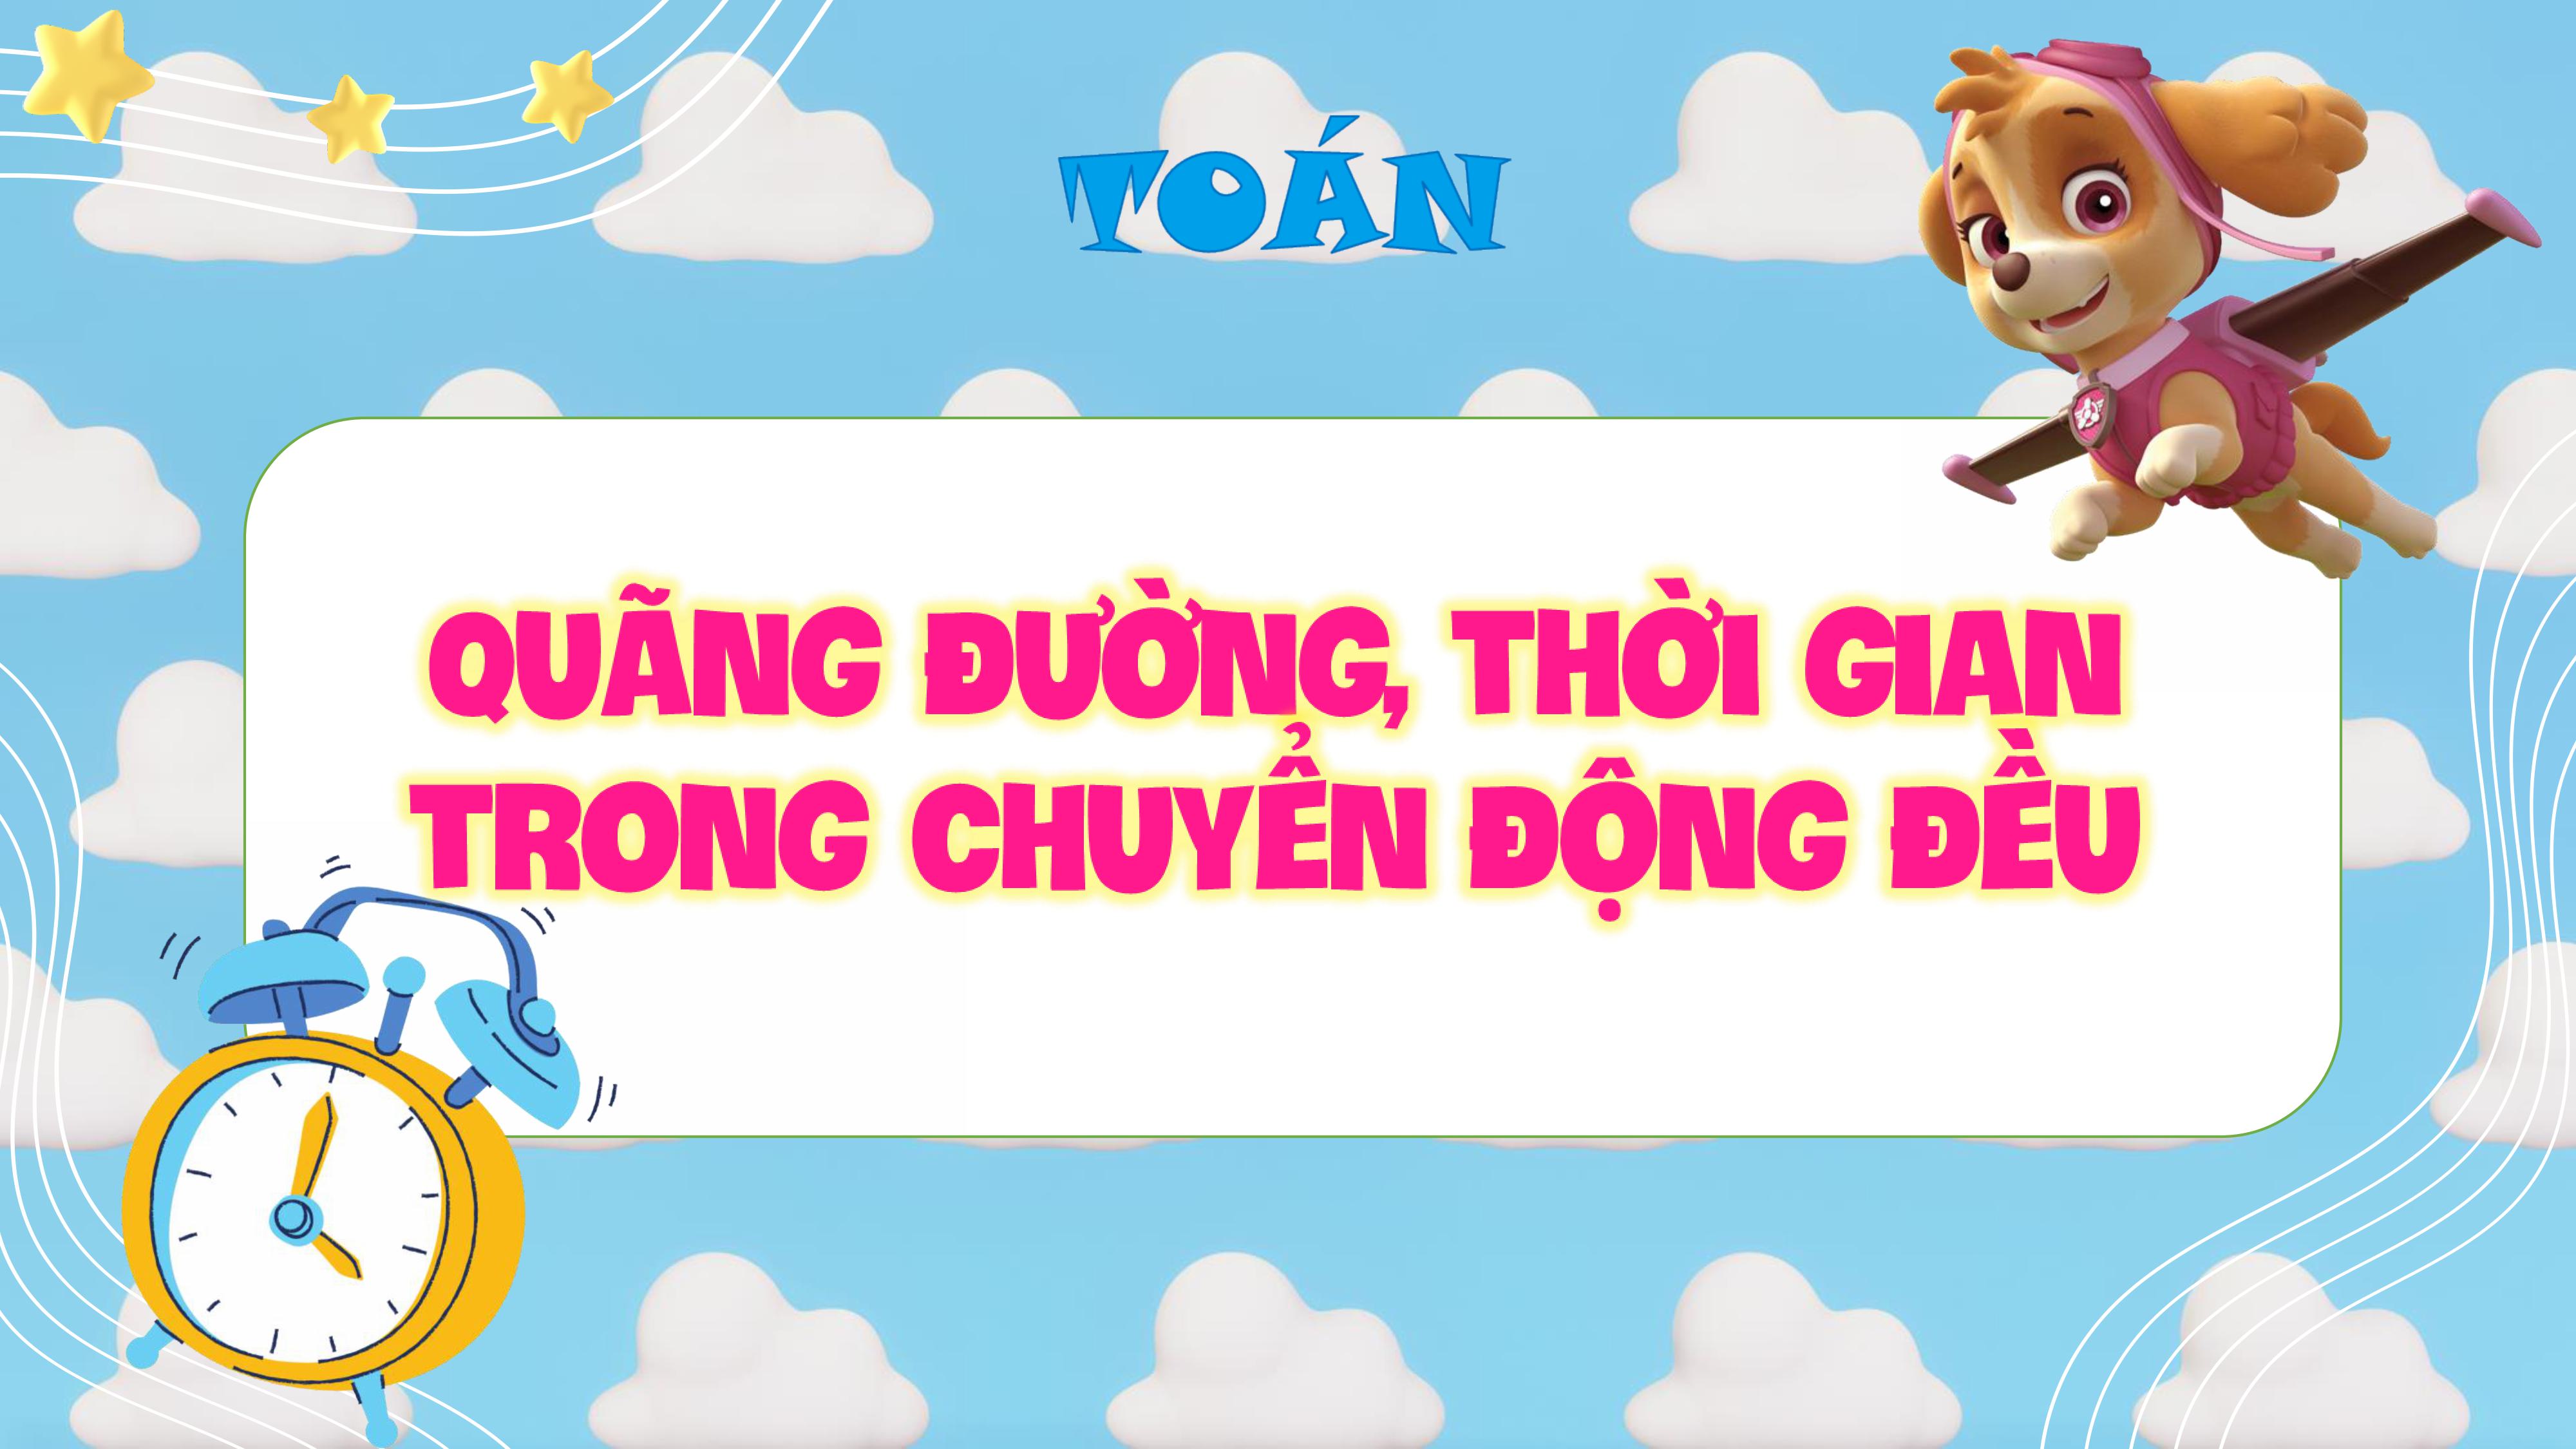 TOÁN
QUÃNG ĐƯỜNG, THỜI GIAN
TRONG CHUYỂN ĐỘNG ĐỀU